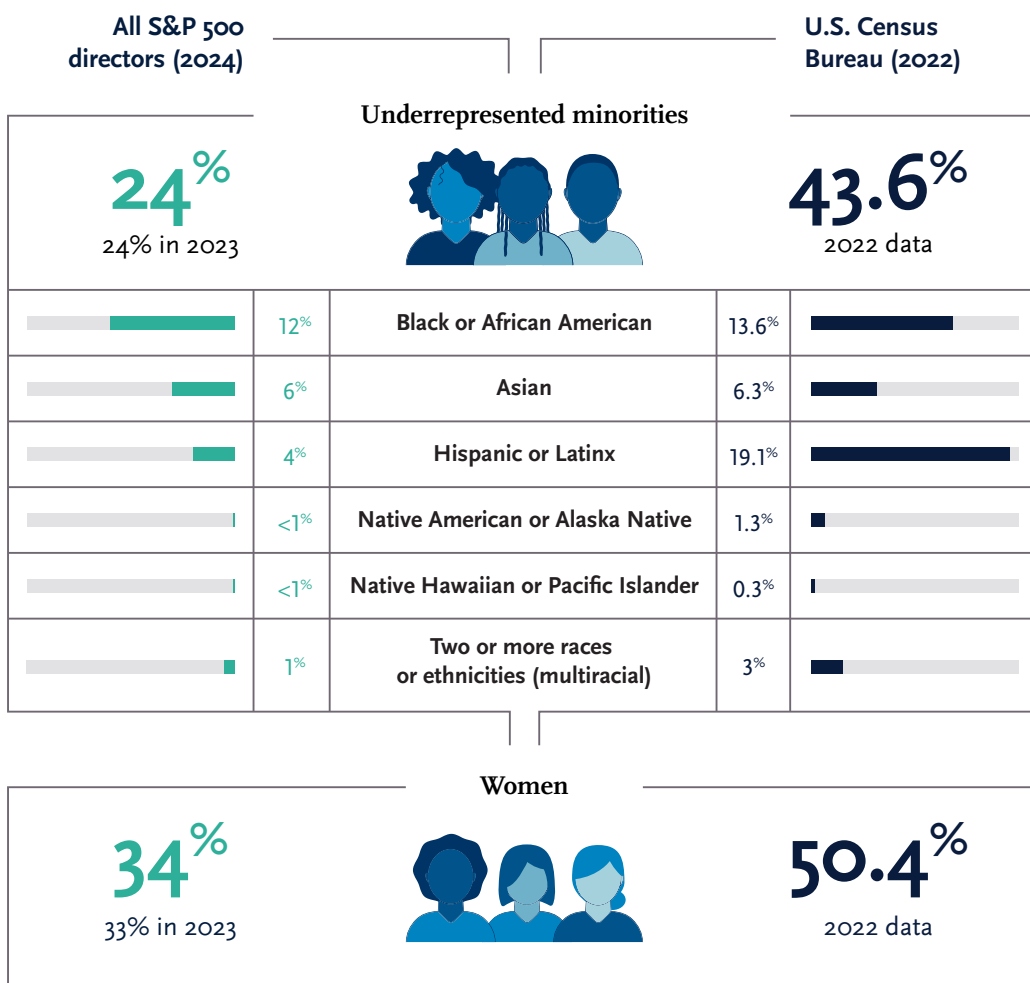 All S&P 500
directors (2024)
U.S. Census
Bureau (2022)
Underrepresented minorities
24%
24% in 2023
43.6%
2022 data
12% Black or African American 13.6%
6% Asian 6.3%
4% Hispanic or Latinx 19.1%
<1% Native American or Alaska Native 1.3%
<1% Native Hawaiian or Pacific Islander 0.3%
Two or more races
1% or ethnicities (multiracial) 3%
Women
34%
33% in 2023
50.4%
2022 data